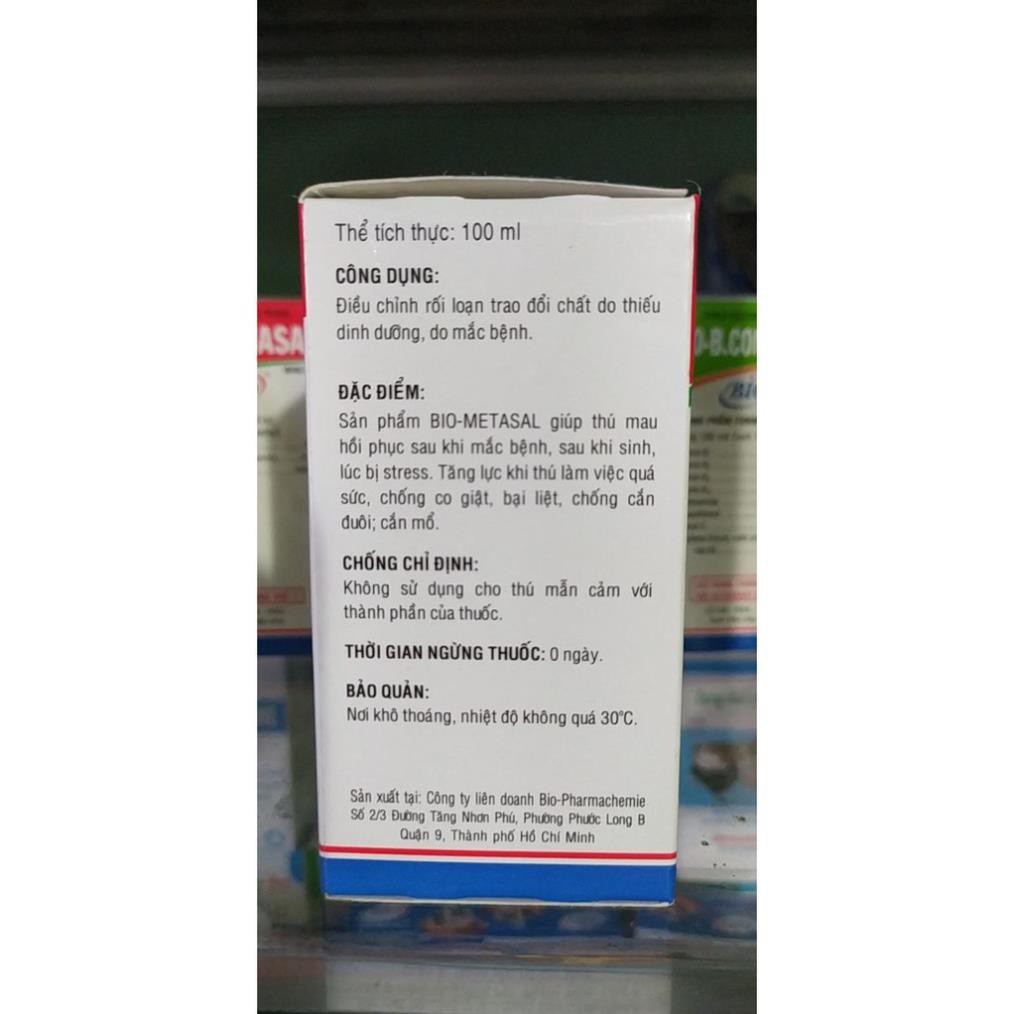 Thể tích thực: 100 ml
CÔNG DỤNG:
Điều chỉnh rối loạn trao đổi chất do thiếu
dinh dưỡng, do mắc bệnh.
ĐẶC ĐIỂM:
Sản phẩm BIO-METASAL giúp thú mau
hồi phục sau khi mắc bệnh, sau khi sinh,
lúc bị stress. Tăng lực khi thú làm việc quá
sức, chống co giật, bại liệt, chống cắn
đuôi; cắn mổ.
CHỐNG CHỈ ĐỊNH:
Không sử dụng cho thú mẫn cảm với
thành phần của thuốc.
THỜI GIAN NGỪNG THUỐC: 0 ngày.
BẢO QUẢN:
Nơi khô thoáng, nhiệt độ không quá 30°C.
Sản xuất tại: Công ty liên doanh Bio-Pharmachemie
Số 2/3 Đường Tăng Nhơn Phú, Phường Phước Long B
Quận 9, Thành phố Hồ Chí Minh